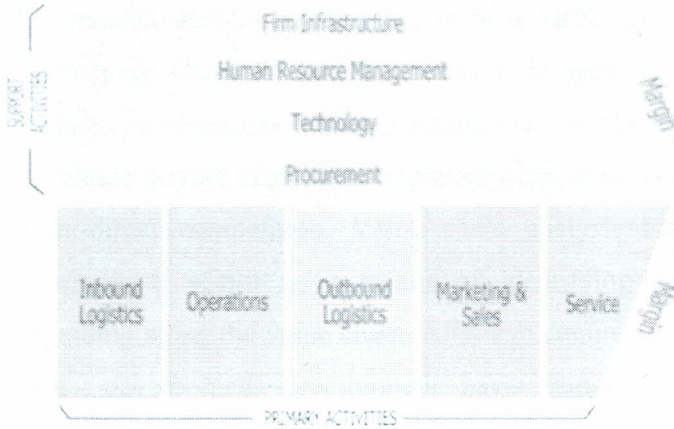 Firm Infrastructure
Human Resource Management
Technology
Procurement
SUPPORT
ACTIVITIES
Margin
Inbound
Logistics
Operations
Outbound
Logistics
Marketing &
Sales
Service
Margin
PRIMARY ACTIVITIES